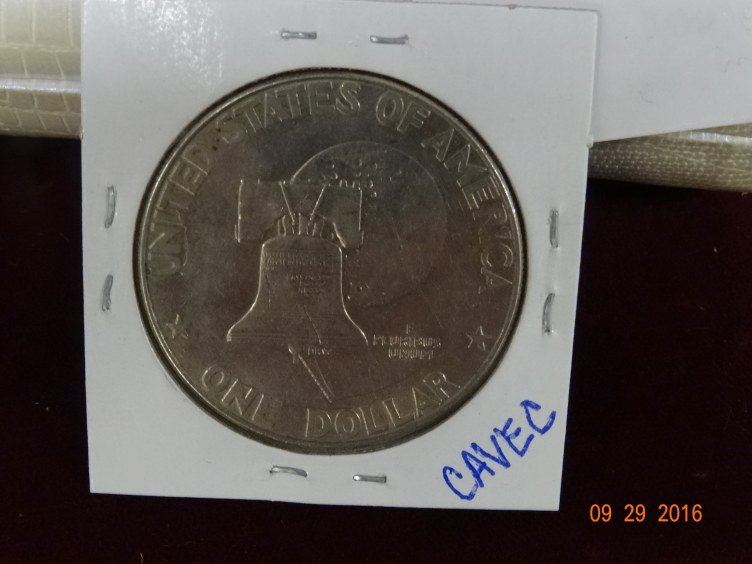 UNITED STATES OF AMERICA
E
PLURIBUS
UNUM
ONE DOLLAR
CAVEC
09 29 2016